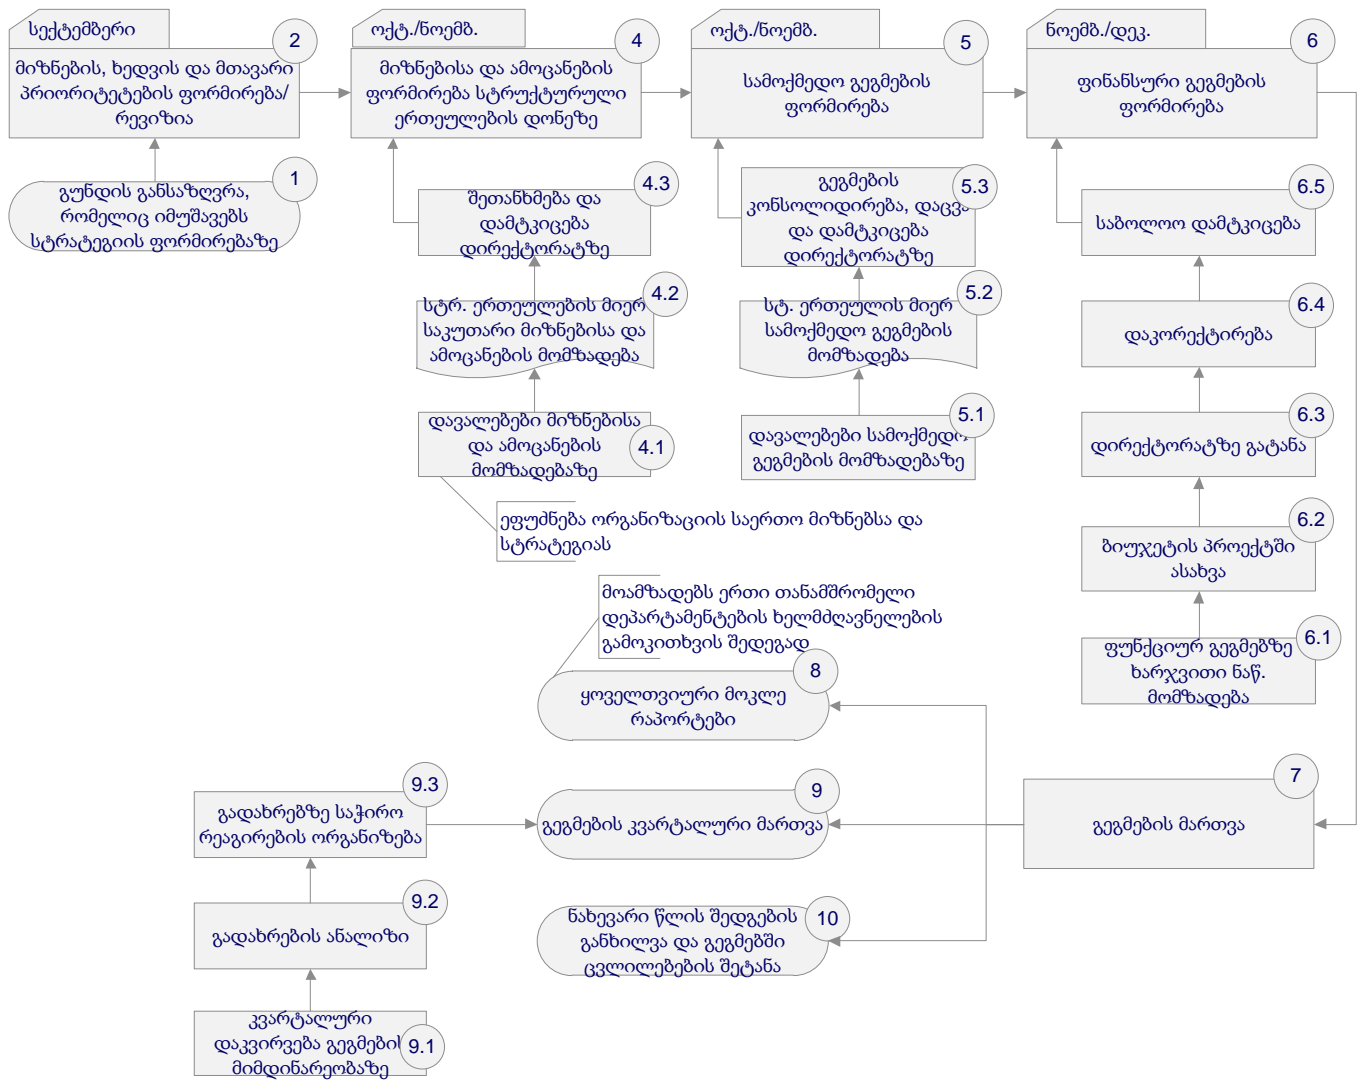 სექტემბერი
2
მიზნების, ხედვის და მთავარი
პრიორიტეტების ფორმირება/
რევიზია
1
გუნდის განსაზღვრა,
რომელიც იმუშავებს
სტრატეგიის ფორმირებაზე
ოქტ./ნოემბ.
4
მიზნებისა და ამოცანების
ფორმირება სტრუქტურული
ერთეულების დონეზე
4.3
შეთანხმება და
დამტკიცება
დირექტორატზე
4.2
სტრ. ერთეულების მიერ
საკუთარი მიზნებისა და
ამოცანების მომზადება
დავალებები მიზნებისა
და ამოცანების
მომზადებაზე
4.1
ეფუძნება ორგანიზაციის საერთო მიზნებსა და
სტრატეგიას
ოქტ./ნოემბ.
5
სამოქმედო გეგმების
ფორმირება
5.3
გეგმების
კონსოლიდირება, დაცვა
და დამტკიცება
დირექტორატზე
5.2
სტ. ერთეულის მიერ
სამოქმედო გეგმების
მომზადება
5.1
დავალებები სამოქმედო
გეგმების მომზადებაზე
ნოემბ./დეკ.
6
ფინანსური გეგმების
ფორმირება
6.5
საბოლოო დამტკიცება
6.4
დაკორექტირება
6.3
დირექტორატზე გატანა
6.2
ბიუჯეტის პროექტში
ასახვა
6.1
ფუნქციურ გეგმებზე
ხარჯვითი ნაწ.
მომზადება
მოამზადებს ერთი თანამშრომელი
დეპარტამენტების ხელმძღავნელების
გამოკითხვის შედეგად
8
ყოველთვიური მოკლე
რაპორტები
7
გეგმების მართვა
9
გეგმების კვარტალური მართვა
9.3
გადახრებზე საჭირო
რეაგირების ორგანიზება
9.2
გადახრების ანალიზი
10
ნახევარი წლის შედგების
განხილვა და გეგმებში
ცვლილებების შეტანა
კვარტალური
დაკვირვება გეგმების
მიმდინარეობაზე
9.1